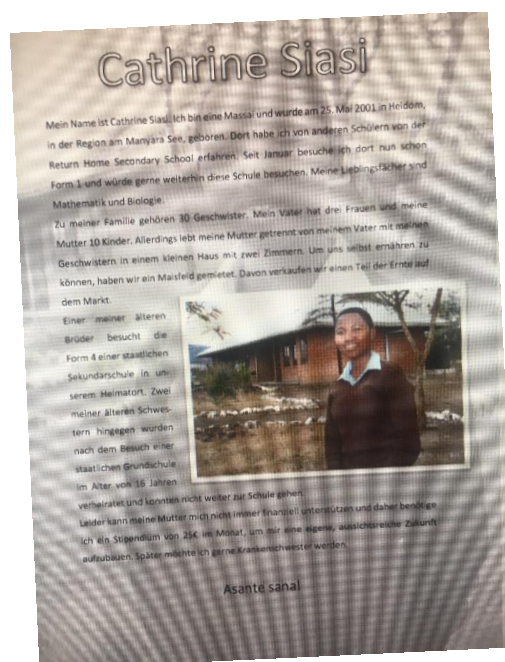 Cathrine Siasi
Mein Name ist Cathrine Siasi. Ich bin eine Massai und wurde am 25. Mai 2001 in Heidom,
in der Region am Manyara See, geboren. Dort habe ich von anderen Schülern von der
Return Home Secondary School erfahren. Seit Januar besuche ich dort nun schon
Form 1 und würde gerne weiterhin diese Schule besuchen. Meine Lieblingsfächer sind
Mathematik und Biologie.
Zu meiner Familie gehören 30 Geschwister. Mein Vater hat drei Frauen und meine
Mutter 10 Kinder. Allerdings lebt meine Mutter getrennt von meinem Vater mit meinen
Geschwistern in einem kleinen Haus mit zwei Zimmern. Um uns selbst ernähren zu
können, haben wir ein Maisfeld gemietet. Davon verkaufen wir einen Teil der Ernte auf
dem Markt.
Einer meiner älteren
Brüder besucht die
Form 4 einer staatlichen
Sekundarschule in un-
serem Heimatort. Zwei
meiner älteren Schwes-
tern hingegen wurden
nach dem Besuch einer
staatlichen Grundschule
im Alter von 16 Jahren
verheiratet und konnten nicht weiter zur Schule gehen.
Leider kann meine Mutter mich nicht immer finanziell unterstützen und daher benötige
ich ein Stipendium von 25€ im Monat, um mir eine eigene, aussichtsreiche Zukunft
aufzubauen. Später möchte ich gerne Krankenschwester werden.
Asante sana!